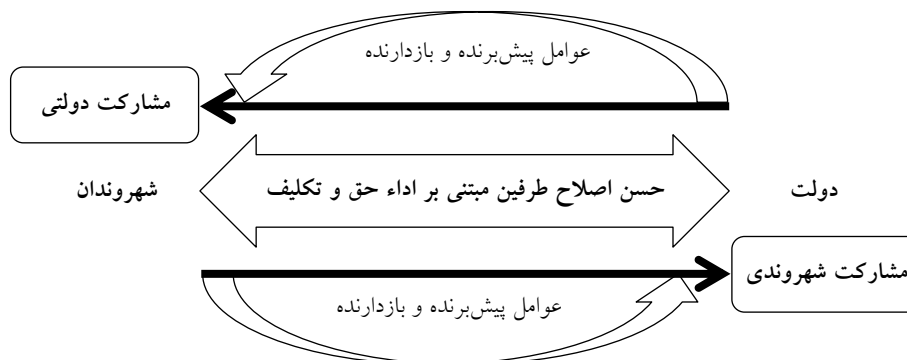 عوامل پیش‌برنده و بازدارنده
مشارکت دولتی
دولت
حسن اصلاح طرفین مبتنی بر اداء حق و تکلیف
شهروندان
مشارکت شهروندی
عوامل پیش‌برنده و بازدارنده